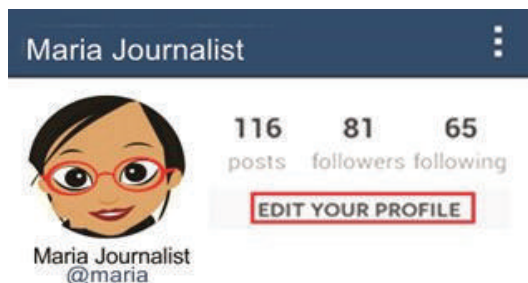 Maria Journalist
116 81 65
posts followers following
EDIT YOUR PROFILE
Maria Journalist
@maria